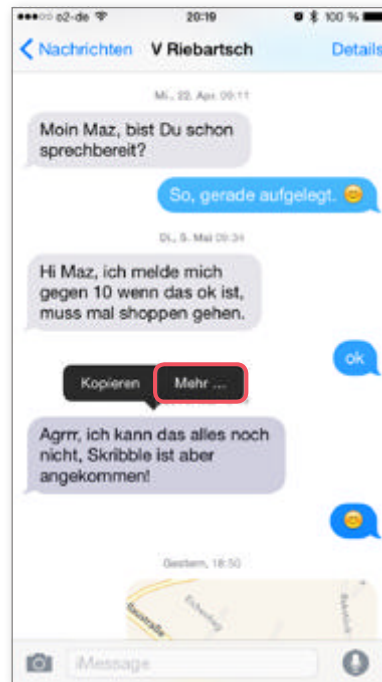 o2-de 20:19 100 %
Nachrichten V Riebartsch Details
Mi., 22. Apr. 09:11
Moin Maz, bist Du schon
sprechbereit?
So, gerade aufgelegt. 😊
Di., 5. Mai 09:34
Hi Maz, ich melde mich
gegen 10 wenn das ok ist,
muss mal shoppen gehen.
ok
Kopieren Mehr ...
Agrrr, ich kann das alles noch
nicht, Skribble ist aber
angekommen!
😊
Gestern, 18:50
iMessage